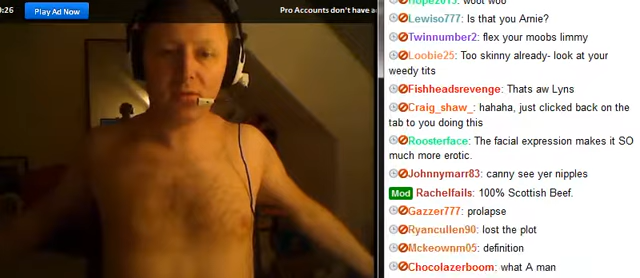 0:26
Play Ad Now
Pro Accounts don't have a
Hope2015: woot woo
Lewiso777: Is that you Arnie?
Twinnumber2: flex your moobs limmy
Loobie25: Too skinny already- look at your
weedy tits
Fishheadsrevenge: Thats aw Lyns
Craig_shaw_: hahaha, just clicked back on the
tab to you doing this
Roosterface: The facial expression makes it SO
much more erotic.
Johnnymarr83: canny see yer nipples
Mod Rachelfails: 100% Scottish Beef.
Gazzer777: prolapse
Ryancullen90: lost the plot
Mckeownm05: definition
Chocolazerboom: what A man